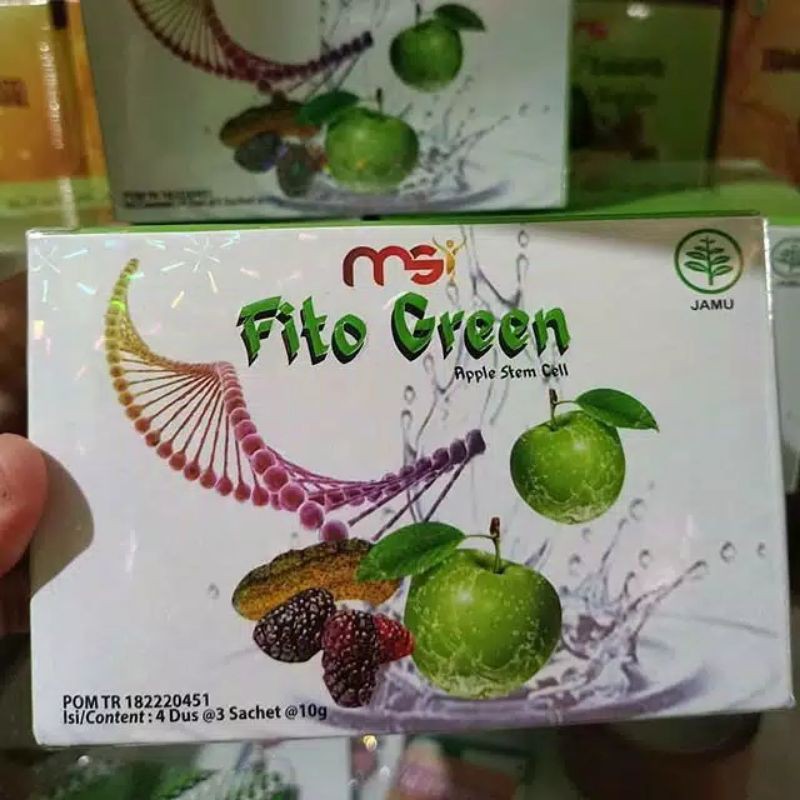 msi
Fito Green
Apple Stem Cell
JAMU
POM TR 182220451
Isi/Content : 4 Dus @3 Sachet @10g